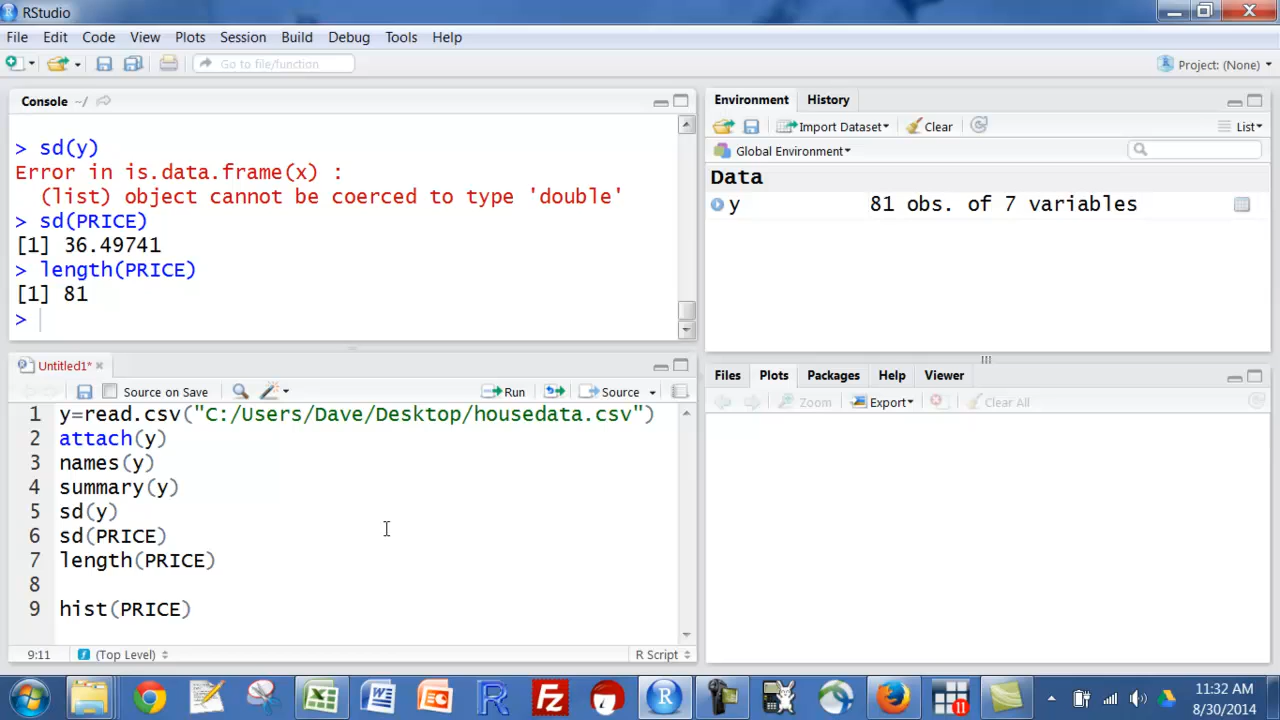 RStudio
File Edit Code View Plots Session Build Debug Tools Help
Go to file/function
Project: (None)
Console ~/
> sd(y)
Error in is.data.frame(x) :
(list) object cannot be coerced to type 'double'
> sd(PRICE)
[1] 36.49741
> length(PRICE)
[1] 81
>
Environment History
Import Dataset Clear List
Global Environment
Data
y 81 obs. of 7 variables
Untitled1*
Source on Save Run Source
1 y=read.csv("C:/Users/Dave/Desktop/housedata.csv")
2 attach(y)
3 names(y)
4 summary(y)
5 sd(y)
6 sd(PRICE)
7 length(PRICE)
8
9 hist(PRICE)
9:11 (Top Level) R Script
Files Plots Packages Help Viewer
Zoom Export Clear All
11
11:32 AM
8/30/2014